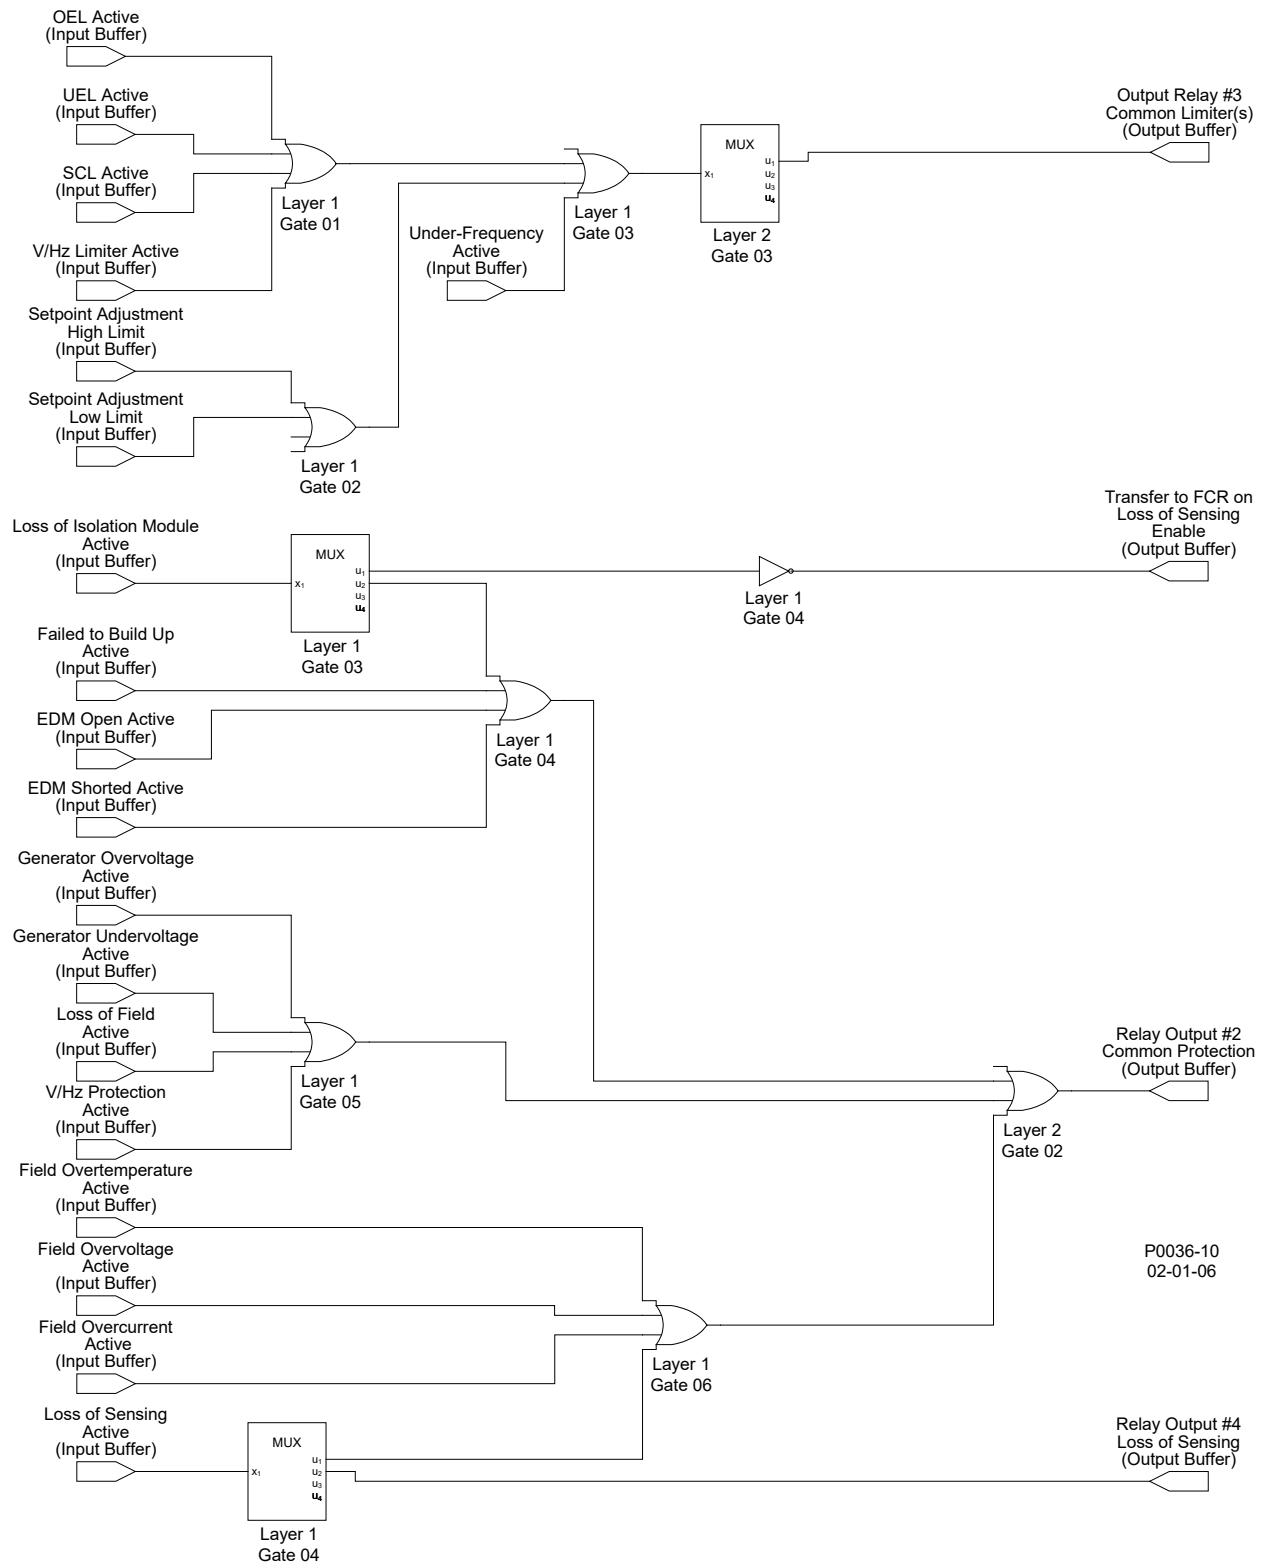 OEL Active
(Input Buffer)
UEL Active
(Input Buffer)
SCL Active
(Input Buffer)
V/Hz Limiter Active
(Input Buffer)
Layer 1
Gate 01
Under-Frequency
Active
(Input Buffer)
Layer 1
Gate 03
MUX
x₁
u₁
u₂
u₃
u₄
Layer 2
Gate 03
Output Relay #3
Common Limiter(s)
(Output Buffer)
Setpoint Adjustment
High Limit
(Input Buffer)
Setpoint Adjustment
Low Limit
(Input Buffer)
Layer 1
Gate 02
Loss of Isolation Module
Active
(Input Buffer)
MUX
x₁
u₁
u₂
u₃
u₄
Layer 1
Gate 03
Layer 1
Gate 04
Transfer to FCR on
Loss of Sensing
Enable
(Output Buffer)
Failed to Build Up
Active
(Input Buffer)
EDM Open Active
(Input Buffer)
EDM Shorted Active
(Input Buffer)
Layer 1
Gate 04
Generator Overvoltage
Active
(Input Buffer)
Generator Undervoltage
Active
(Input Buffer)
Loss of Field
Active
(Input Buffer)
V/Hz Protection
Active
(Input Buffer)
Layer 1
Gate 05
Relay Output #2
Common Protection
(Output Buffer)
Layer 2
Gate 02
Field Overtemperature
Active
(Input Buffer)
Field Overvoltage
Active
(Input Buffer)
Field Overcurrent
Active
(Input Buffer)
Layer 1
Gate 06
P0036-10
02-01-06
Loss of Sensing
Active
(Input Buffer)
MUX
x₁
u₁
u₂
u₃
u₄
Layer 1
Gate 04
Relay Output #4
Loss of Sensing
(Output Buffer)